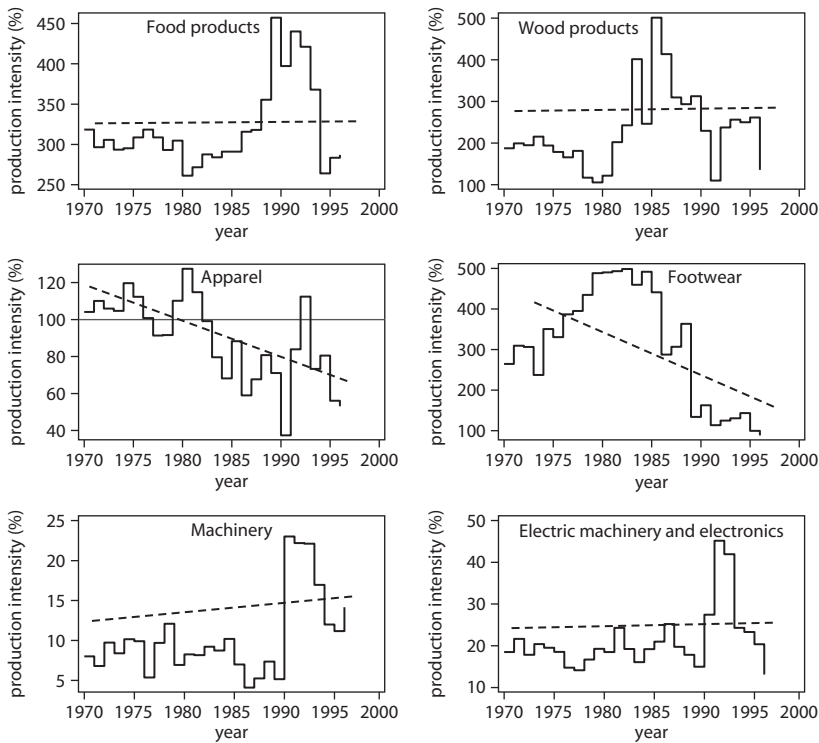 production intensity (%)
Food products
450
400
350
300
250
1970 1975 1980 1985 1990 1995 2000
year
production intensity (%)
Wood products
500
400
300
200
100
1970 1975 1980 1985 1990 1995 2000
year
production intensity (%)
Apparel
120
100
80
60
40
1970 1975 1980 1985 1990 1995 2000
year
production intensity (%)
Footwear
500
400
300
200
100
1970 1975 1980 1985 1990 1995 2000
year
production intensity (%)
Machinery
25
20
15
10
5
1970 1975 1980 1985 1990 1995 2000
year
production intensity (%)
Electric machinery and electronics
50
40
30
20
10
1970 1975 1980 1985 1990 1995 2000
year